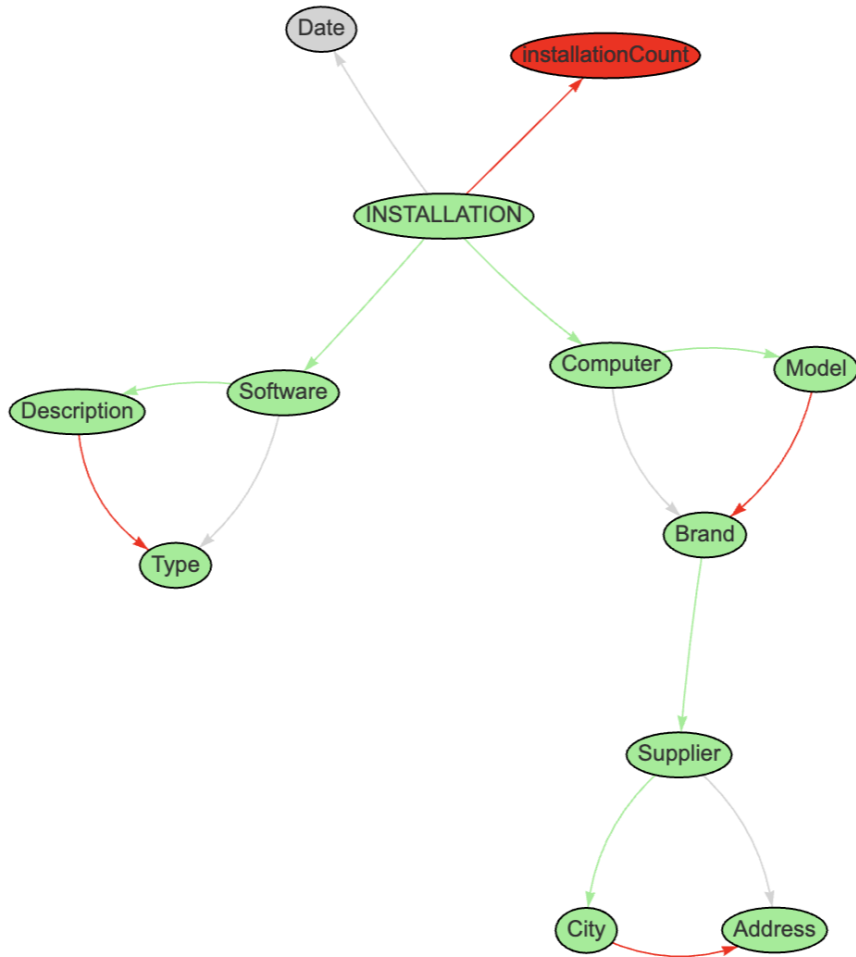 Date
installationCount
INSTALLATION
Computer
Model
Software
Description
Brand
Type
Supplier
City
Address